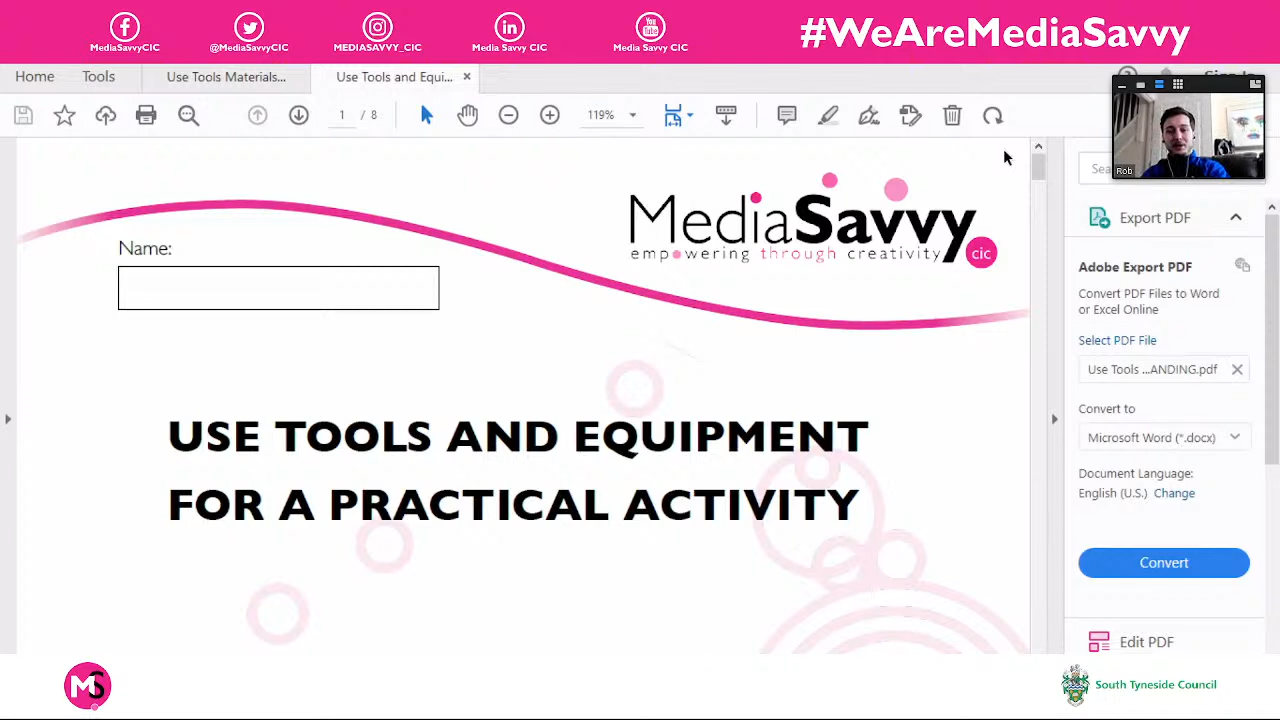 #WeAreMediaSavvy
MediaSavvyCIC
@MediaSavvyCIC
MEDIASAVVY_CIC
Media Savvy CIC
You Tube
Media Savvy CIC
Home
Tools
Use Tools Materials...
Use Tools and Equi...
1 / 8
119%
Rob
Name:
MediaSavvy
empowering through creativity
cic
USE TOOLS AND EQUIPMENT
FOR A PRACTICAL ACTIVITY
Export PDF
Adobe Export PDF
Convert PDF Files to Word
or Excel Online
Select PDF File
Use Tools ...ANDING.pdf
Convert to
Microsoft Word (*.docx)
Document Language:
English (U.S.) Change
Convert
Edit PDF
MS
South Tyneside Council